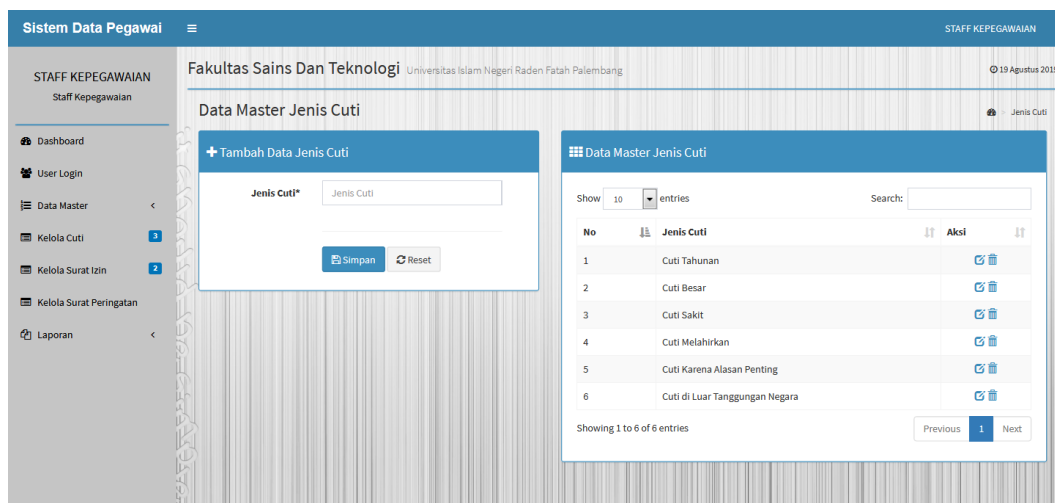 Sistem Data Pegawai
STAFF KEPEGAWAIAN
STAFF KEPEGAWAIAN
Staff Kepegawaian
Dashboard
User Login
Data Master
Kelola Cuti 3
Kelola Surat Izin 2
Kelola Surat Peringatan
Laporan
Fakultas Sains Dan Teknologi Universitas Islam Negeri Raden Fatah Palembang
19 Agustus 2019
Data Master Jenis Cuti
> Jenis Cuti
Tambah Data Jenis Cuti
Jenis Cuti* Jenis Cuti
Simpan Reset
Data Master Jenis Cuti
Show 10 entries Search:
No Jenis Cuti Aksi
1 Cuti Tahunan
2 Cuti Besar
3 Cuti Sakit
4 Cuti Melahirkan
5 Cuti Karena Alasan Penting
6 Cuti di Luar Tanggungan Negara
Showing 1 to 6 of 6 entries Previous 1 Next